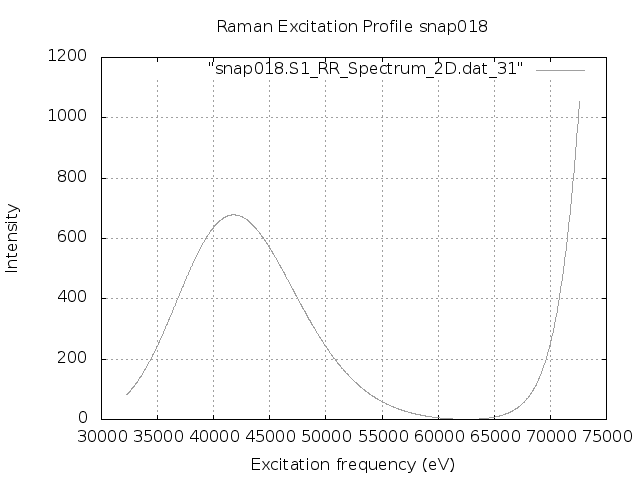 Raman Excitation Profile snap018
"snap018.S1_RR_Spectrum_2D.dat_31"
1200
1000
800
600
400
200
0
Intensity
30000 35000 40000 45000 50000 55000 60000 65000 70000 75000
Excitation frequency (eV)